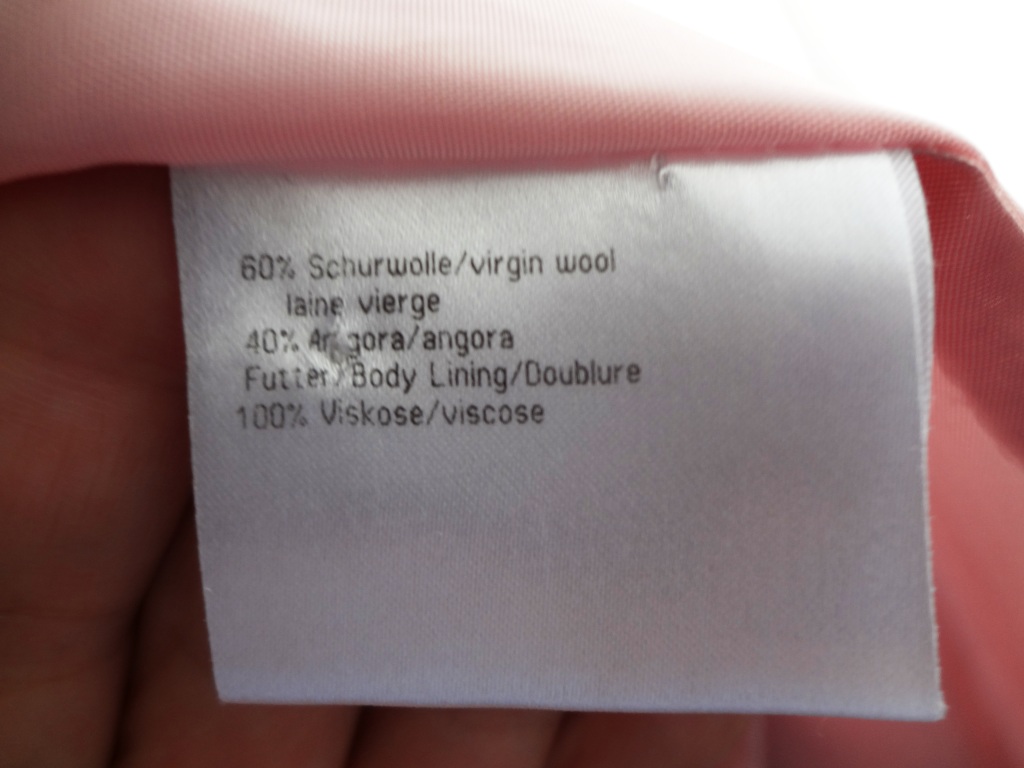 60% Schurwolle/virgin wool
laine vierge
40% Angora/angora
Futter/Body Lining/Doublure
100% Viskose/viscose